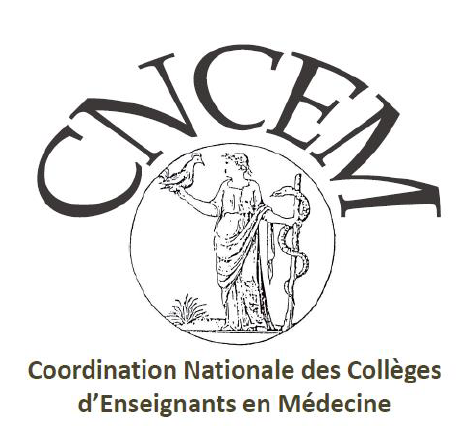 CNCEM
Coordination Nationale des Collèges
d'Enseignants en Médecine